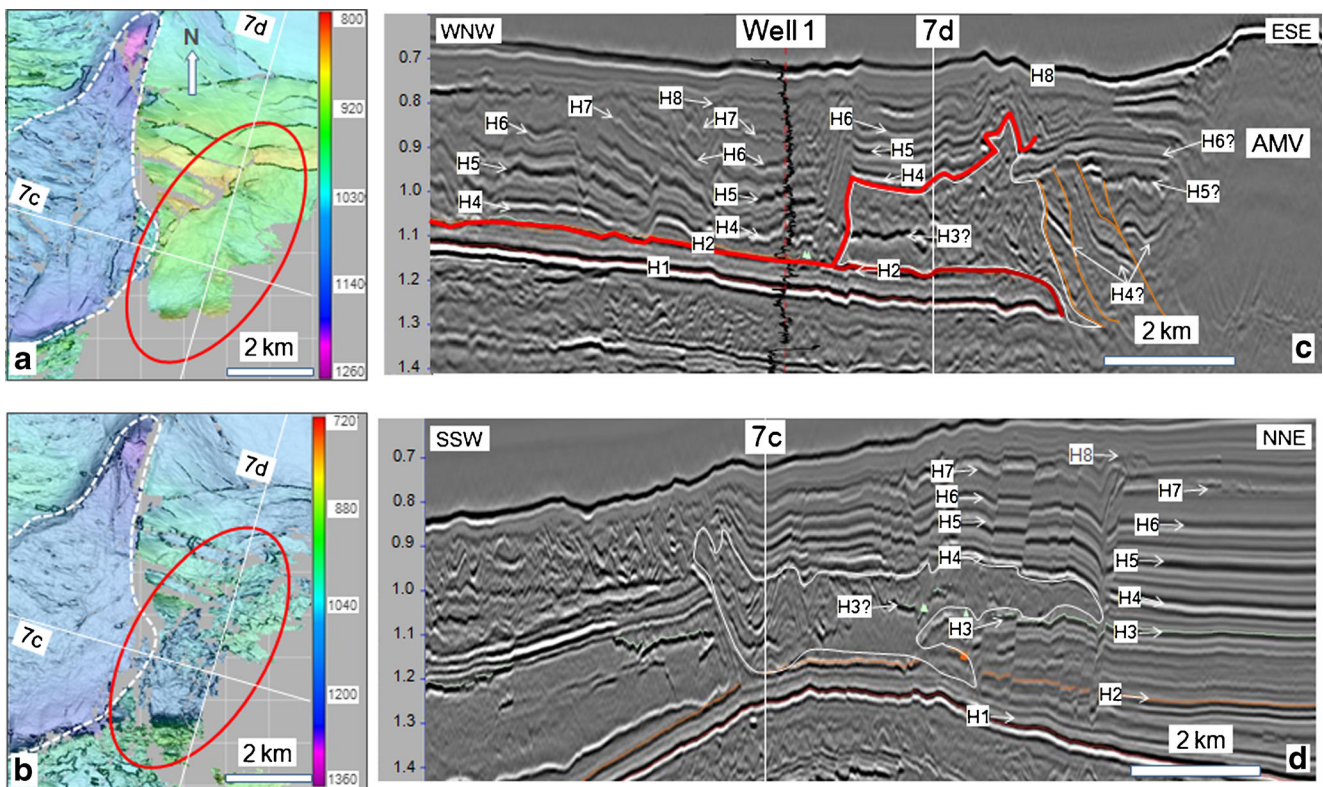 N
7d
7c
2 km
a
800
920
1030
1140
1260
WNW
Well 1
7d
ESE
0.7
0.8
0.9
1.0
1.1
1.2
1.3
1.4
H8
H8
H7
H7
H6
H6
H6?
H6
H5
AMV
H5
H4
H5?
H5
H4
H4
H2
H3?
H1
H2
H4?
2 km
c
7d
7c
2 km
b
720
880
1040
1200
1360
SSW
7c
NNE
0.7
0.8
0.9
1.0
1.1
1.2
1.3
1.4
H8
H7
H7
H6
H6
H5
H5
H4
H4
H3?
H3
H3
H2
H1
2 km
d